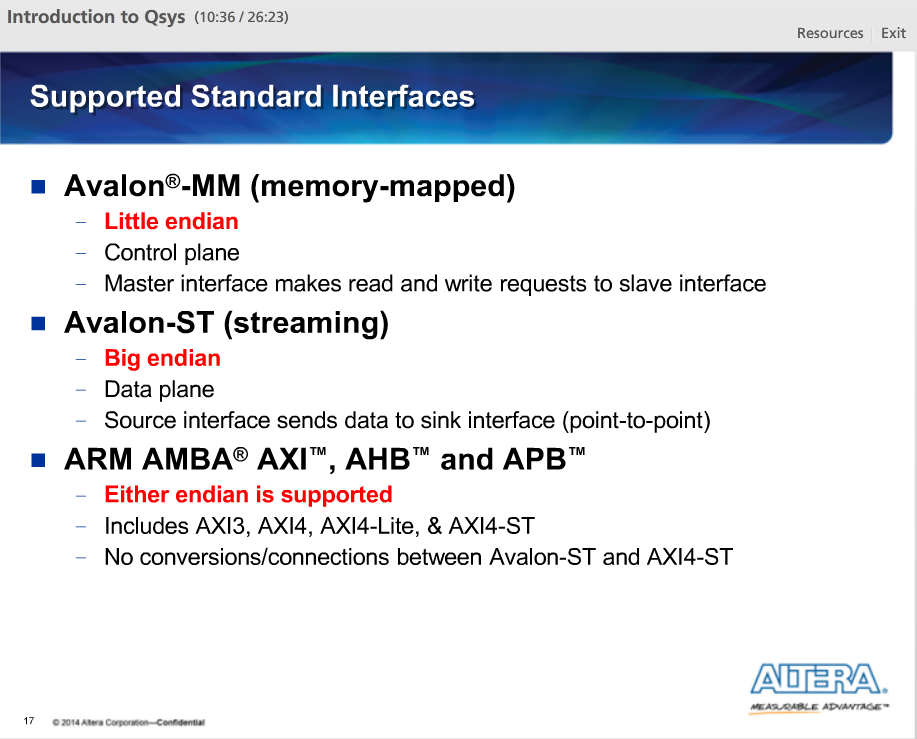 Introduction to Qsys (10:36 / 26:23)
Resources Exit
Supported Standard Interfaces
Avalon®-MM (memory-mapped)
– Little endian
– Control plane
– Master interface makes read and write requests to slave interface
Avalon-ST (streaming)
– Big endian
– Data plane
– Source interface sends data to sink interface (point-to-point)
ARM AMBA® AXI™, AHB™ and APB™
– Either endian is supported
– Includes AXI3, AXI4, AXI4-Lite, & AXI4-ST
– No conversions/connections between Avalon-ST and AXI4-ST
ALTERA®
MEASURABLE ADVANTAGE™
17 © 2014 Altera Corporation—Confidential